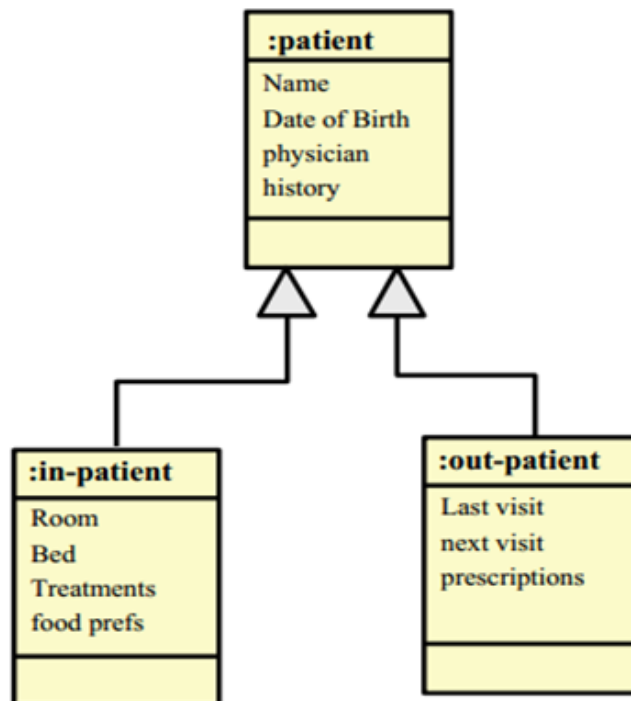 :patient
Name
Date of Birth
physician
history
:in-patient
Room
Bed
Treatments
food prefs
:out-patient
Last visit
next visit
prescriptions